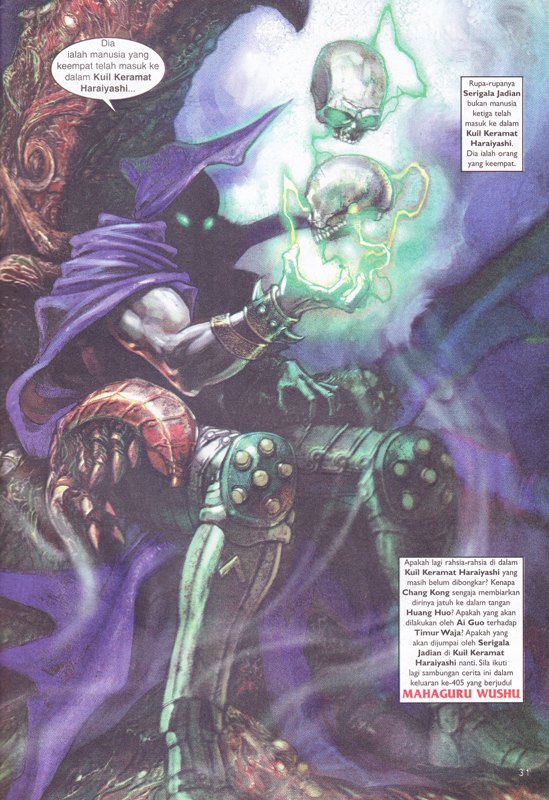 Dia
ialah manusia yang
keempat telah masuk ke
dalam Kuil Keramat
Haraiyashi...
Rupa-rupanya
Serigala Jadian
bukan manusia
ketiga telah
masuk ke dalam
Kuil Keramat
Haraiyashi.
Dia ialah orang
yang keempat.
Apakah lagi rahsia-rahsia di dalam
Kuil Keramat Haraiyashi yang
masih belum dibongkar? Kenapa
Chang Kong sengaja membiarkan
dirinya jatuh ke dalam tangan
Huang Huo? Apakah yang akan
dilakukan oleh Ai Guo terhadap
Timur Waja? Apakah yang
akan dijumpai oleh Serigala
Jadian di Kuil Keramat
Haraiyashi nanti. Sila ikuti
lagi sambungan cerita ini dalam
keluaran ke-405 yang berjudul
MAHAGURU WUSHU
31